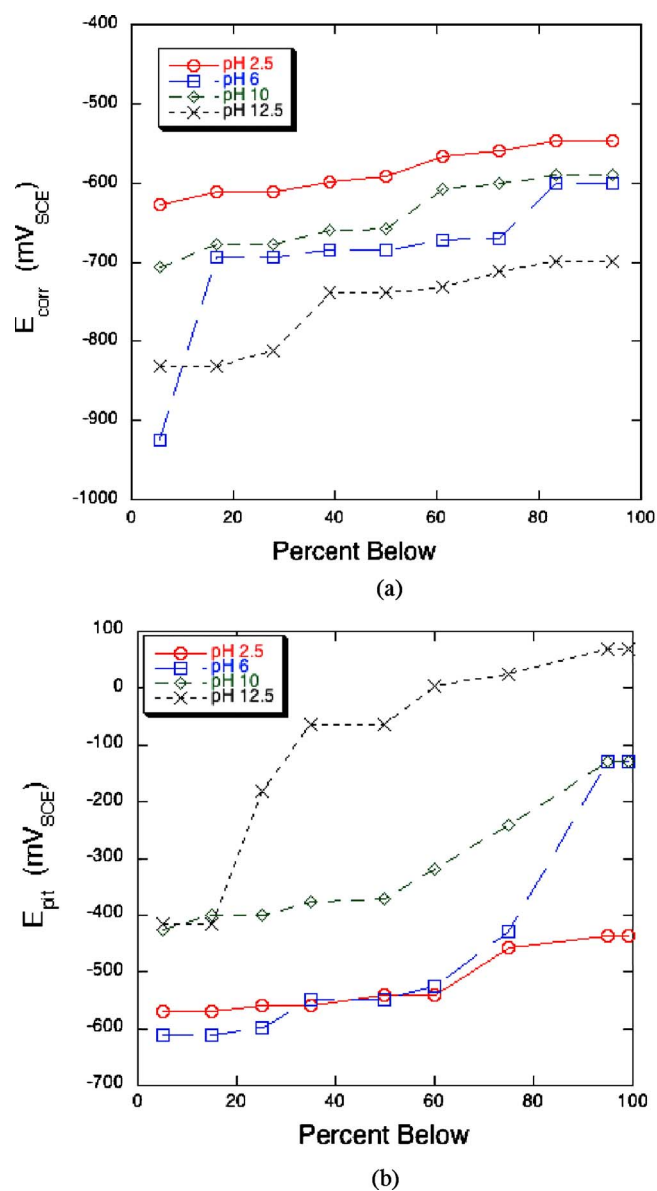 -400
-500
-600
-700
-800
-900
-1000
E_corr (mV_SCE)
pH 2.5
pH 6
pH 10
pH 12.5
0 20 40 60 80 100
Percent Below
(a)
100
0
-100
-200
-300
-400
-500
-600
-700
E_pit (mV_SCE)
pH 2.5
pH 6
pH 10
pH 12.5
0 20 40 60 80 100
Percent Below
(b)